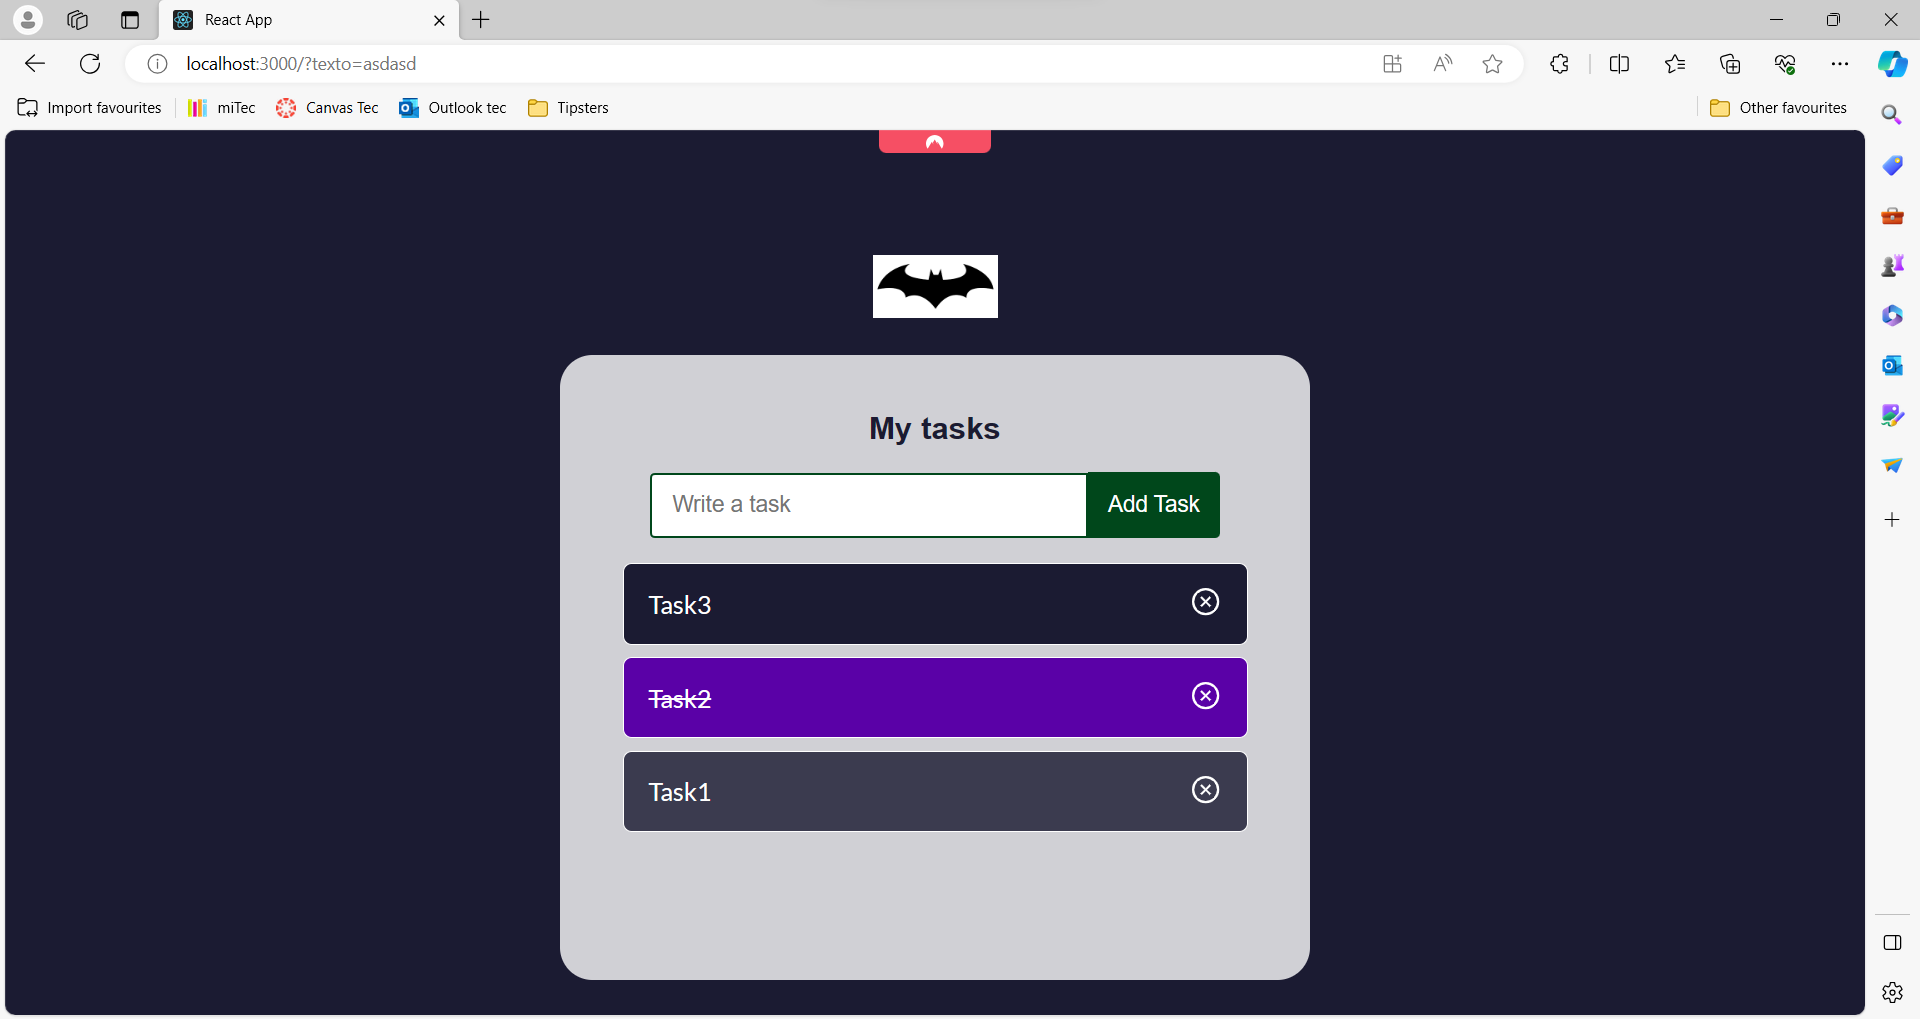 React App
localhost:3000/?texto=asdasd
Import favourites
miTec
Canvas Tec
Outlook tec
Tipsters
Other favourites
My tasks
Write a task
Add Task
Task3
Task2
Task1